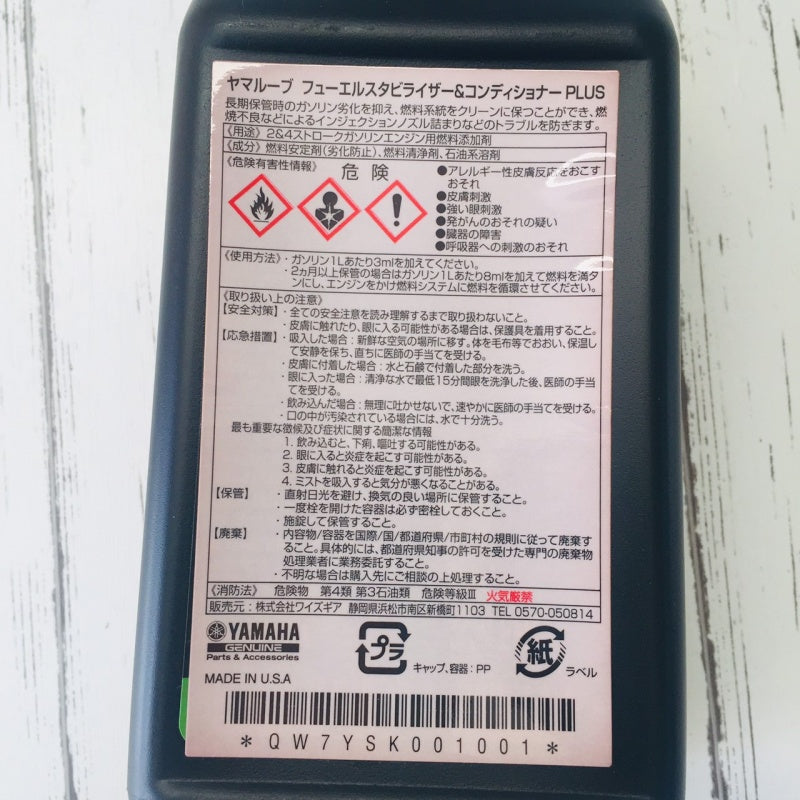 ヤマルーブ フューエルスタビライザー&コンディショナー PLUS
長期保管時のガソリン劣化を抑え、燃料系統をクリーンに保つことができ、燃
焼不良などによるインジェクションノズル詰まりなどのトラブルを防ぎます。
《用途》 2&4ストロークガソリンエンジン用燃料添加剤
《成分》 燃料安定剤(劣化防止)、燃料清浄剤、石油系溶剤
《危険有害性情報》 危 険
●アレルギー性皮膚反応をおこす
おそれ
●皮膚刺激
●強い眼刺激
●発がんのおそれの疑い
●臓器の障害
●呼吸器への刺激のおそれ
《使用方法》・ガソリン1Lあたり3mlを加えてください。
・2ヵ月以上保管の場合はガソリン1Lあたり8mlを加えて燃料を満タ
ンにし、エンジンをかけ燃料システムに燃料を循環させてください。
《取り扱い上の注意》
【安全対策】・全ての安全注意を読み理解するまで取り扱わないこと。
・皮膚に触れたり、眼に入る可能性がある場合は、保護具を着用すること。
【応急措置】・吸入した場合:新鮮な空気の場所に移す。体を毛布等でおおい、保温し
て安静を保ち、直ちに医師の手当てを受ける。
・皮膚に付着した場合:水と石鹸で付着した部分を洗う。
・眼に入った場合:清浄な水で最低15分間眼を洗浄した後、医師の手当
てを受ける。
・飲み込んだ場合:無理に吐かせないで、速やかに医師の手当てを受ける。
・口の中が汚染されている場合には、水で十分洗う。
最も重要な徴候及び症状に関する簡潔な情報
1. 飲み込むと、下痢、嘔吐する可能性がある。
2. 眼に入ると炎症を起こす可能性がある。
3. 皮膚に触れると炎症を起こす可能性がある。
4. ミストを吸入すると気分が悪くなることがある。
【保管】 ・直射日光を避け、換気の良い場所に保管すること。
・一度栓を開けた容器は必ず密栓しておくこと。
・施錠して保管すること。
【廃棄】 ・内容物/容器を国際/国/都道府県/市町村の規則に従って廃棄す
ること。具体的には、都道府県知事の許可を受けた専門の廃棄物
処理業者に業務委託すること。
・不明な場合は購入先にご相談の上処理すること。
《消防法》 危険物 第4類 第3石油類 危険等級Ⅲ 火気厳禁
販売元:株式会社ワイズギア 静岡県浜松市南区新橋町1103 TEL 0570-050814
YAMAHA
GENUINE
Parts & Accessories
プラ
キャップ、容器:PP
紙
ラベル
MADE IN U.S.A
*QW7YSK001001*